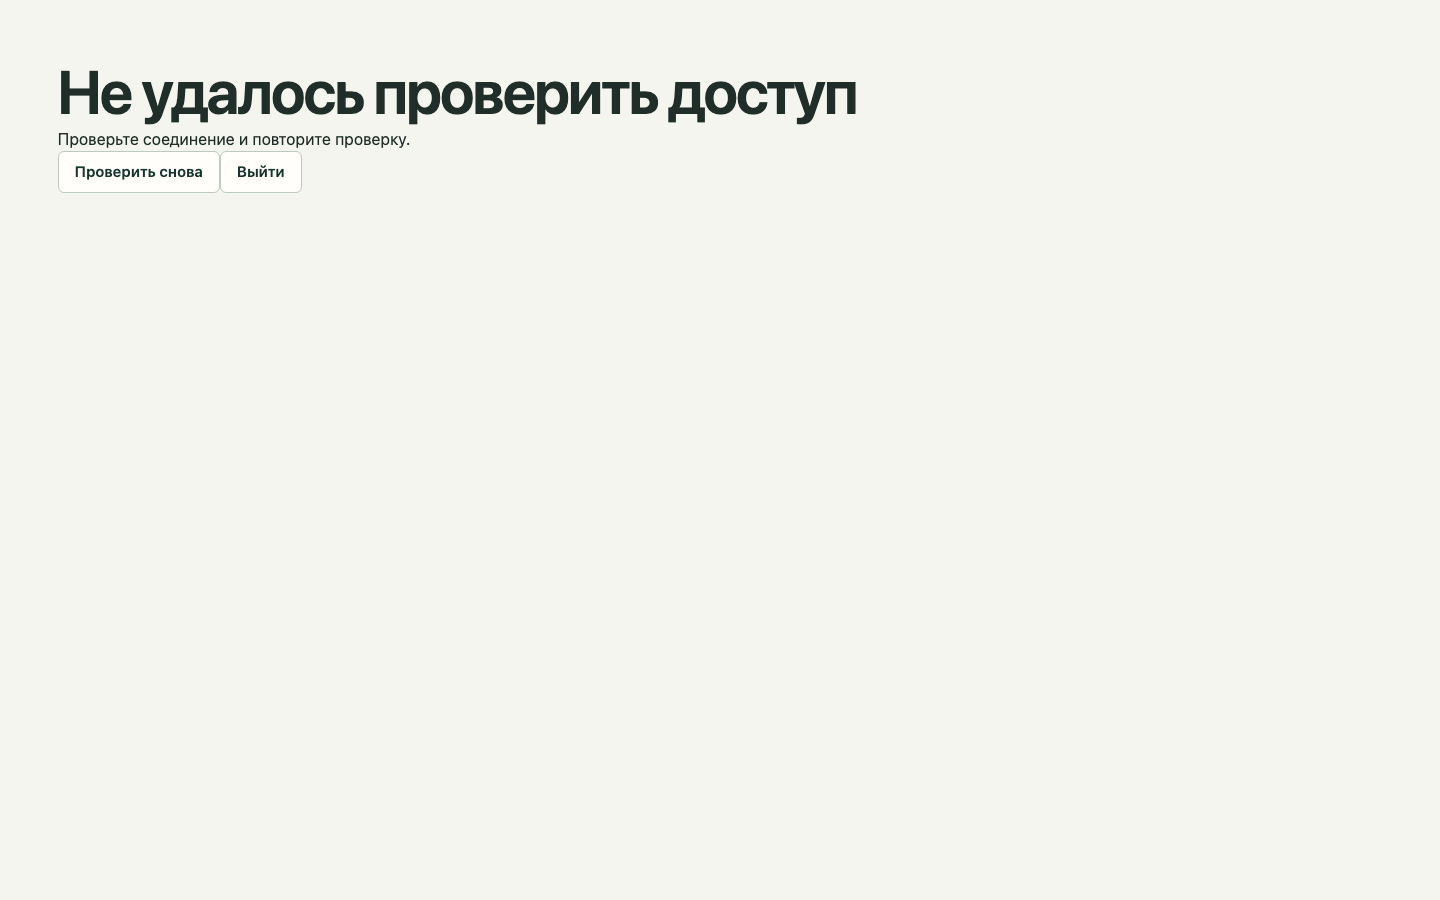 Не удалось проверить доступ
Проверьте соединение и повторите проверку.
Проверить снова
Выйти